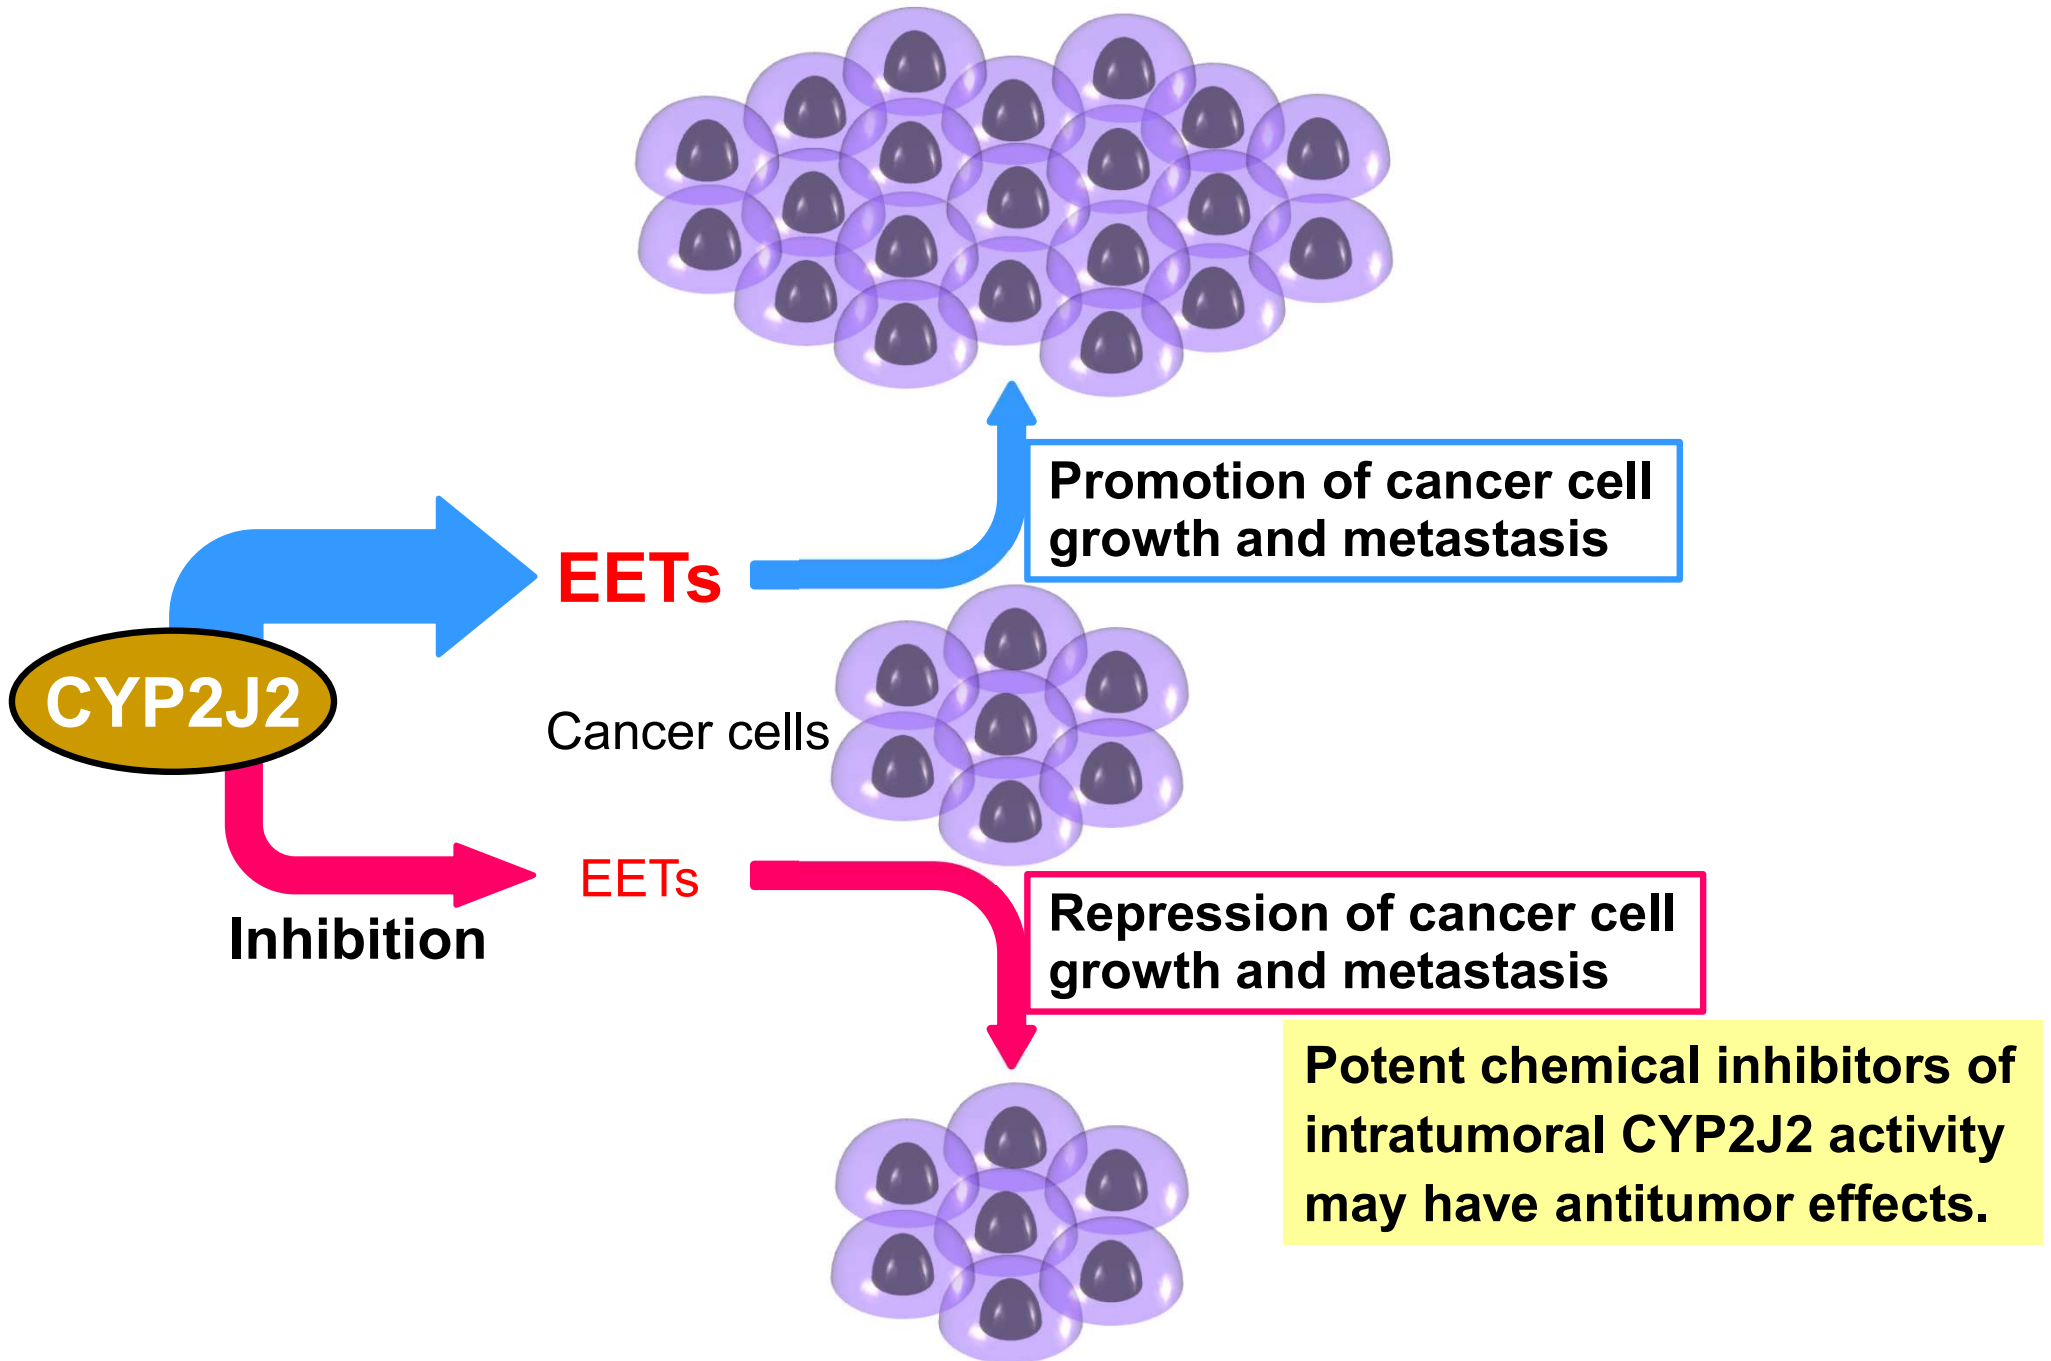 Promotion of cancer cell
growth and metastasis
EETs
CYP2J2
Cancer cells
EETs
Inhibition
Repression of cancer cell
growth and metastasis
Potent chemical inhibitors of
intratumoral CYP2J2 activity
may have antitumor effects.